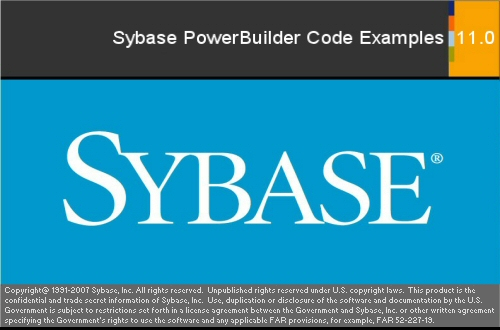 Sybase PowerBuilder Code Examples 11.0
SYBASE®
Copyright@ 1991-2007 Sybase, Inc. All rights reserved. Unpublished rights reserved under U.S. copyright laws. This product is the
confidential and trade secret information of Sybase, Inc. Use, duplication or disclosure of the software and documentation by the U.S.
Government is subject to restrictions set forth in a license agreement between the Government and Sybase, Inc. or other written agreement
specifying the Government's rights to use the software and any applicable FAR provisions, for example, FAR 52-227-19.